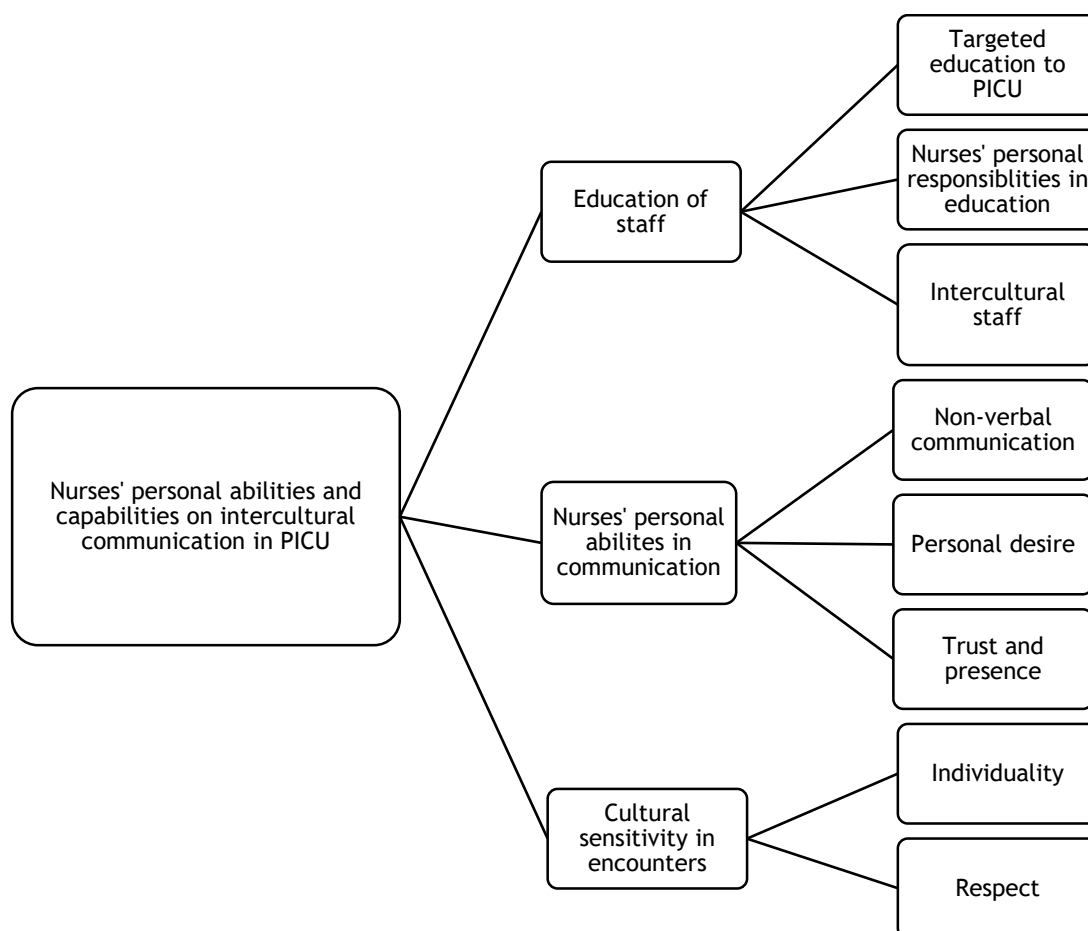 Nurses' personal abilities and
capabilities on intercultural
communication in PICU
Education of
staff
Targeted
education to
PICU
Nurses' personal
responsiblities in
education
Intercultural
staff
Nurses' personal
abilites in
communication
Non-verbal
communication
Personal desire
Trust and
presence
Cultural
sensitivity in
encounters
Individuality
Respect